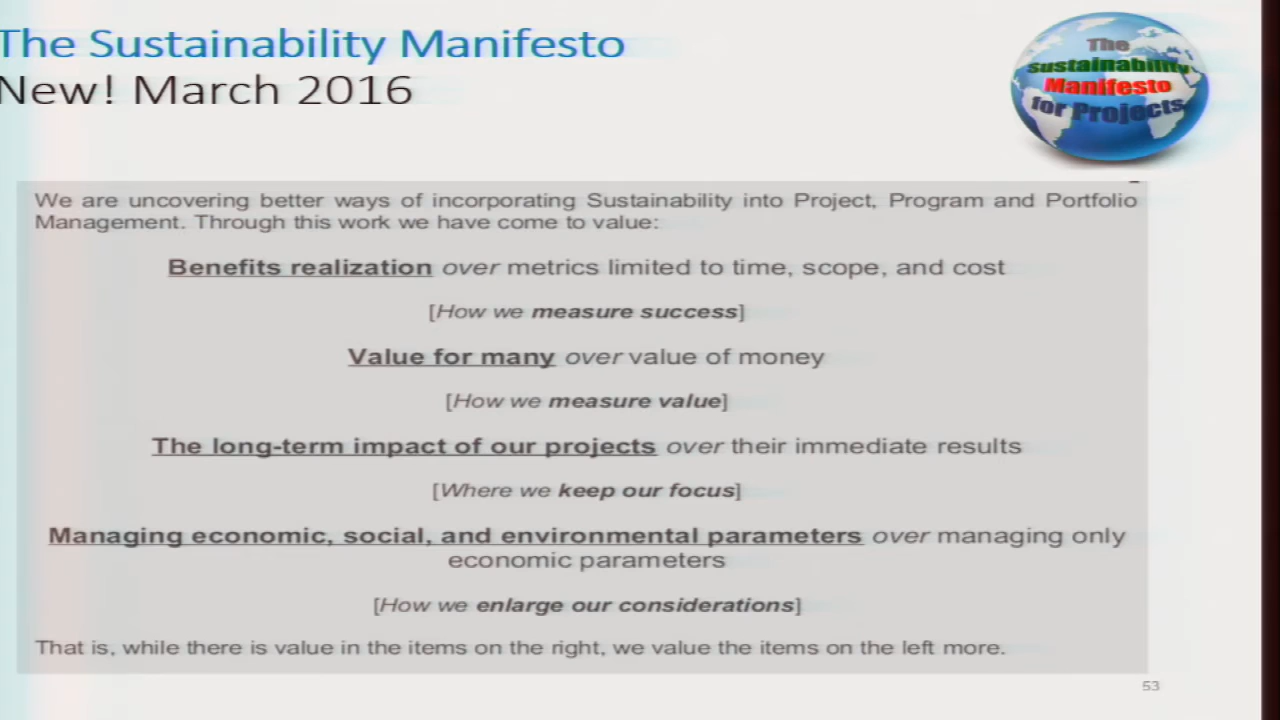 The Sustainability Manifesto
New! March 2016
The
Sustainability
Manifesto
for Projects
We are uncovering better ways of incorporating Sustainability into Project, Program and Portfolio
Management. Through this work we have come to value:
Benefits realization over metrics limited to time, scope, and cost
[How we measure success]
Value for many over value of money
[How we measure value]
The long-term impact of our projects over their immediate results
[Where we keep our focus]
Managing economic, social, and environmental parameters over managing only
economic parameters
[How we enlarge our considerations]
That is, while there is value in the items on the right, we value the items on the left more.
53